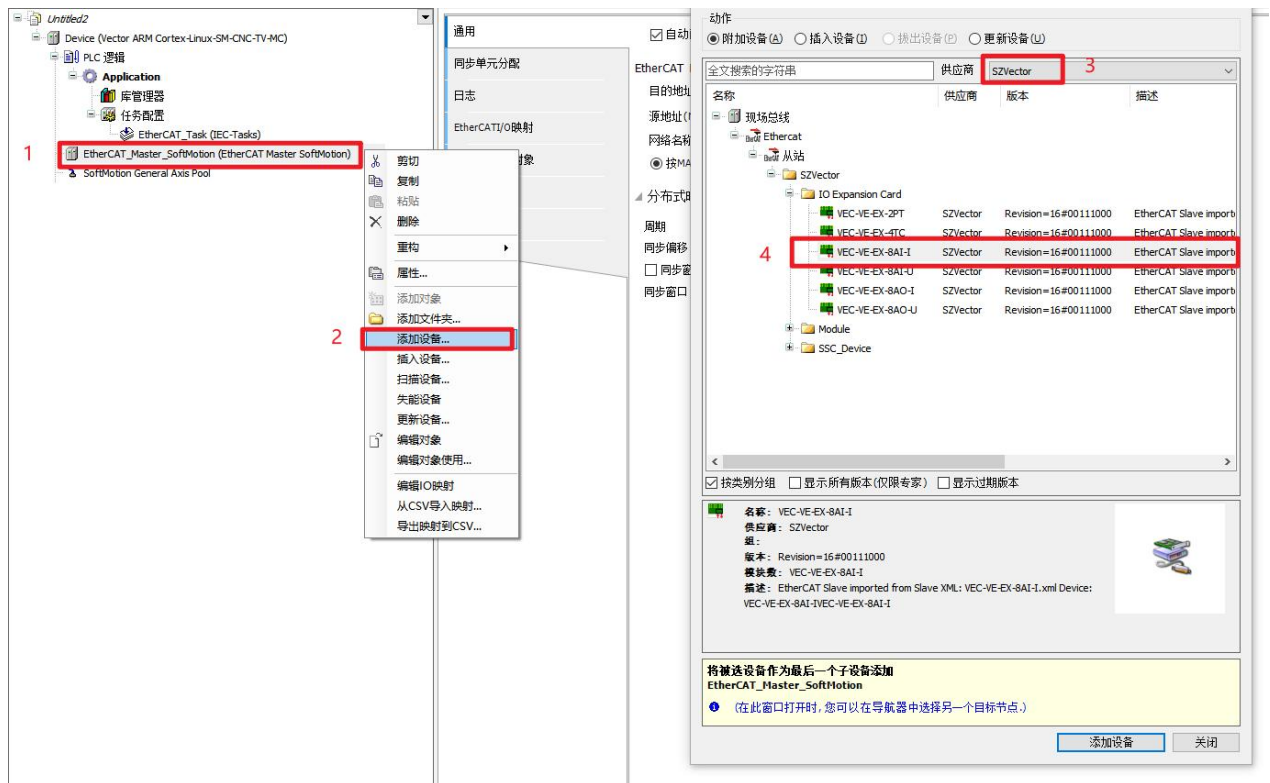 Untitled2
Device (Vector ARM Cortex-Linux-SM-CNC-TV-MC)
PLC 逻辑
Application
库管理器
任务配置
EtherCAT_Task (IEC-Tasks)
1
EtherCAT_Master_SoftMotion (EtherCAT Master SoftMotion)
SoftMotion General Axis Pool
剪切
复制
粘贴
删除
重构
属性...
添加对象
添加文件夹...
2
添加设备...
插入设备...
扫描设备...
失能设备
更新设备...
编辑对象
编辑对象使用...
编辑IO映射
从CSV导入映射...
导出映射到CSV...
通用
同步单元分配
日志
EtherCATI/O映射
对象
自动
EtherCAT
目的地址
源地址(
网络名称
按MA
分布式
周期
同步偏移
同步窗
同步窗口
动作
附加设备(A) 插入设备(I) 拔出设备(P) 更新设备(U)
全文搜索的字符串 供应商 SZVector
3
名称 供应商 版本 描述
现场总线
Ethercat
从站
SZVector
IO Expansion Card
VEC-VE-EX-2PT SZVector Revision=16#00111000 EtherCAT Slave import
VEC-VE-EX-4TC SZVector Revision=16#00111000 EtherCAT Slave import
4
VEC-VE-EX-8AI-I SZVector Revision=16#00111000 EtherCAT Slave import
VEC-VE-EX-8AI-U SZVector Revision=16#00111000 EtherCAT Slave import
VEC-VE-EX-8AO-I SZVector Revision=16#00111000 EtherCAT Slave import
VEC-VE-EX-8AO-U SZVector Revision=16#00111000 EtherCAT Slave import
Module
SSC_Device
按类别分组 显示所有版本(仅限专家) 显示过期版本
名称: VEC-VE-EX-8AI-I
供应商: SZVector
组:
版本: Revision=16#00111000
模块数: VEC-VE-EX-8AI-I
描述: EtherCAT Slave imported from Slave XML: VEC-VE-EX-8AI-I.xml Device:
VEC-VE-EX-8AI-IVEC-VE-EX-8AI-I
将被选设备作为最后一个子设备添加
EtherCAT_Master_SoftMotion
(在此窗口打开时,您可以在导航器中选择另一个目标节点.)
添加设备 关闭